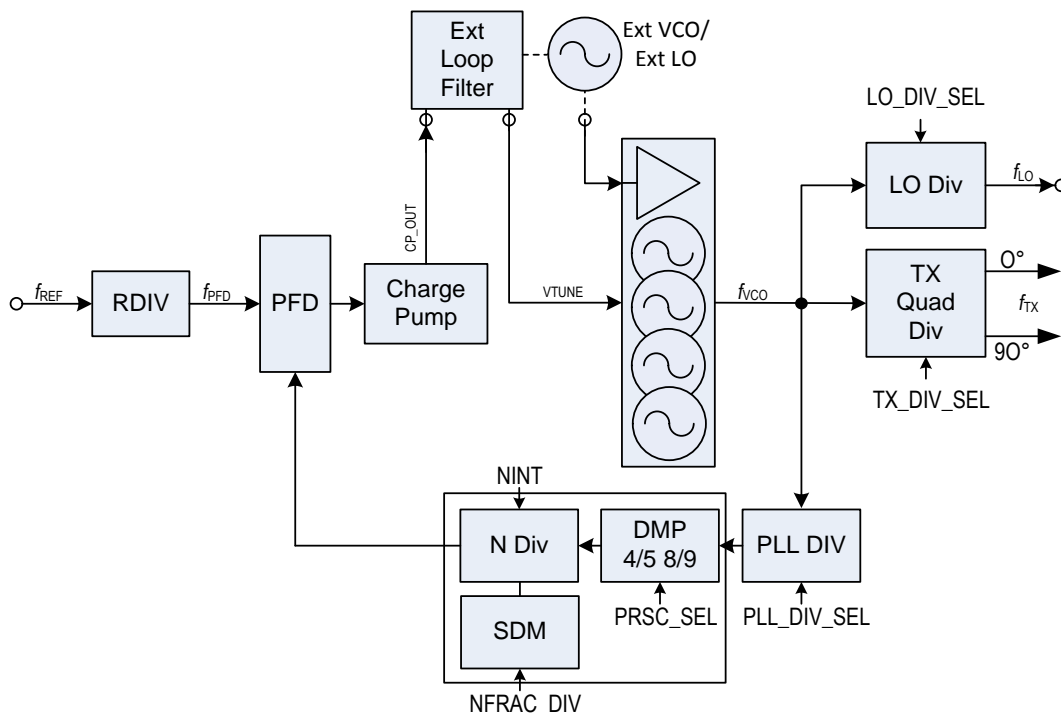 Ext
Loop
Filter
Ext VCO/
Ext LO
LO_DIV_SEL
LO Div
fLO
CP_OUT
fREF
RDIV
fPFD
PFD
Charge
Pump
VTUNE
fVCO
TX
Quad
Div
0°
fTX
90°
TX_DIV_SEL
NINT
N Div
DMP
4/5 8/9
PLL DIV
SDM
PRSC_SEL
PLL_DIV_SEL
NFRAC_DIV